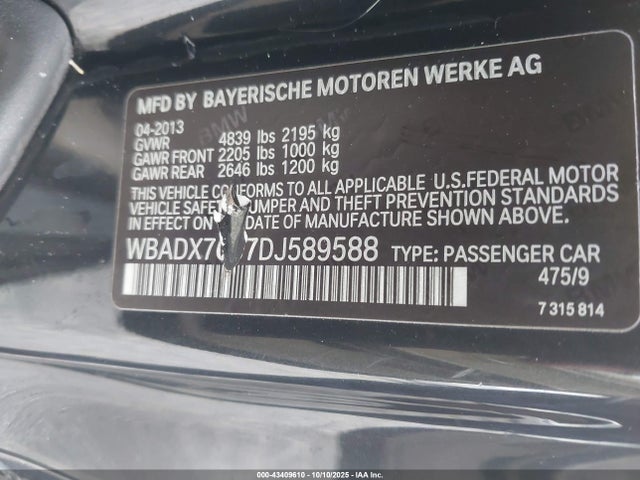 MFD BY BAYERISCHE MOTOREN WERKE AG
04-2013
GVWR 4839 lbs 2195 kg
GAWR FRONT 2205 lbs 1000 kg
GAWR REAR 2646 lbs 1200 kg
THIS VEHICLE CONFORMS TO ALL APPLICABLE U.S.FEDERAL MOTOR
VEHICLE BUMPER AND THEFT PREVENTION STANDARDS
IN EFFECT ON DATE OF MANUFACTURE SHOWN ABOVE.
WBADX7 7DJ589588 TYPE: PASSENGER CAR
475/9
7 315 814
000-43409610 - 10/10/2025 - © IAA Inc.